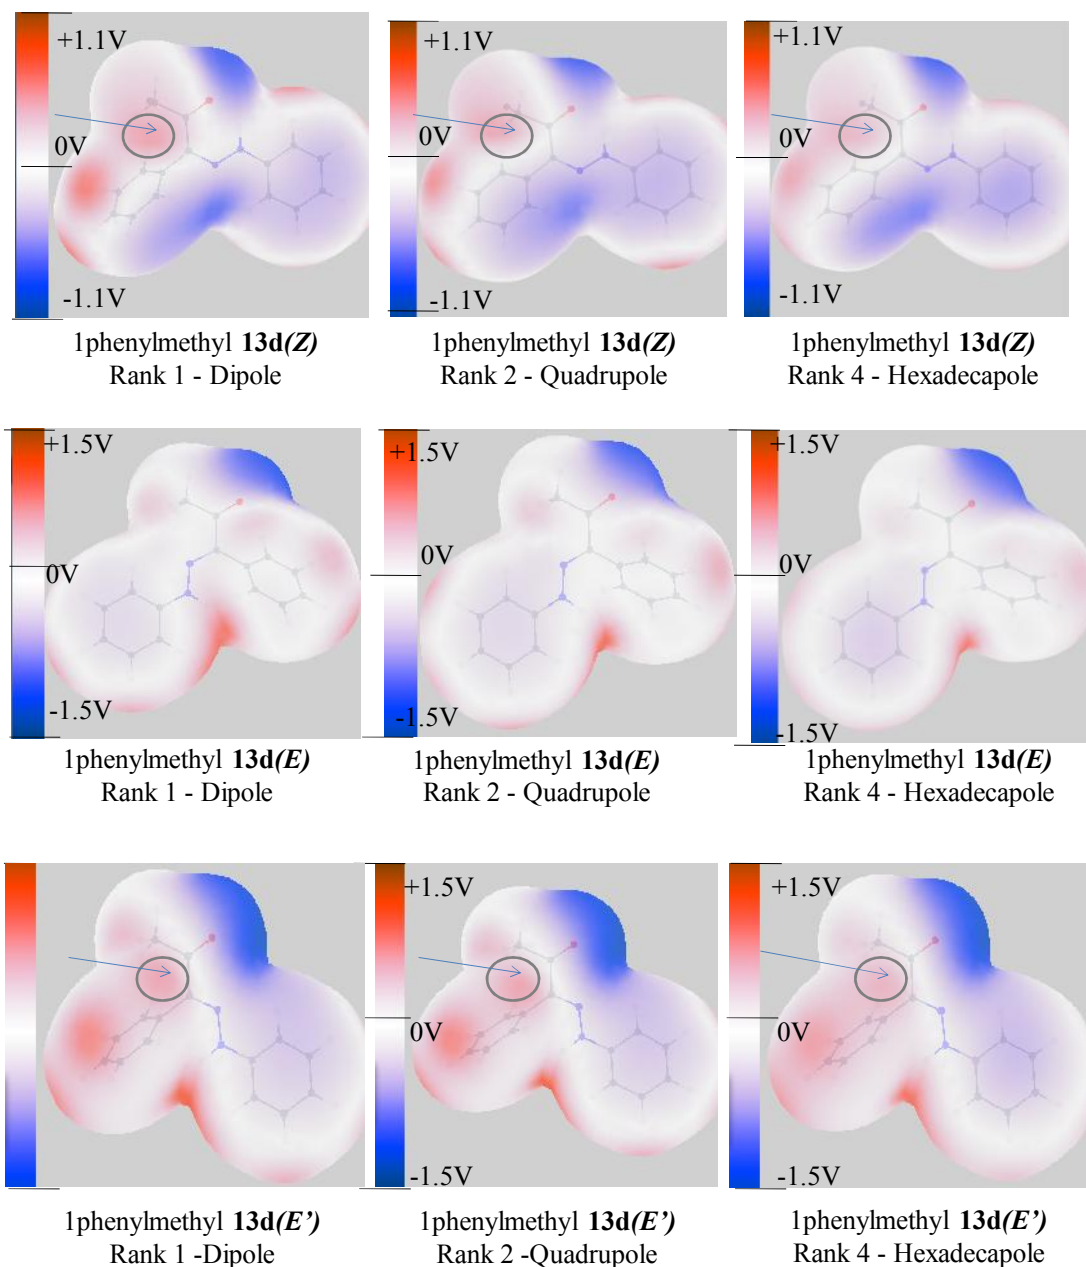 +1.1V
+1.1V
+1.1V
0V
0V
0V
-1.1V
-1.1V
-1.1V
1phenylmethyl 13d(Z)
Rank 1 - Dipole
1phenylmethyl 13d(Z)
Rank 2 - Quadrupole
1phenylmethyl 13d(Z)
Rank 4 - Hexadecapole
+1.5V
+1.5V
+1.5V
0V
0V
0V
-1.5V
-1.5V
-1.5V
1phenylmethyl 13d(E)
Rank 1 - Dipole
1phenylmethyl 13d(E)
Rank 2 - Quadrupole
1phenylmethyl 13d(E)
Rank 4 - Hexadecapole
+1.5V
+1.5V
0V
0V
-1.5V
-1.5V
1phenylmethyl 13d(E’)
Rank 1 -Dipole
1phenylmethyl 13d(E’)
Rank 2 -Quadrupole
1phenylmethyl 13d(E’)
Rank 4 - Hexadecapole